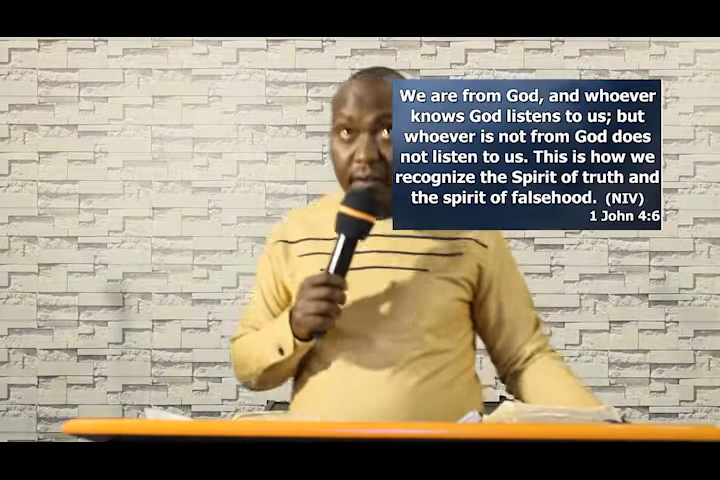 We are from God, and whoever
knows God listens to us; but
whoever is not from God does
not listen to us. This is how we
recognize the Spirit of truth and
the spirit of falsehood. (NIV)
1 John 4:6